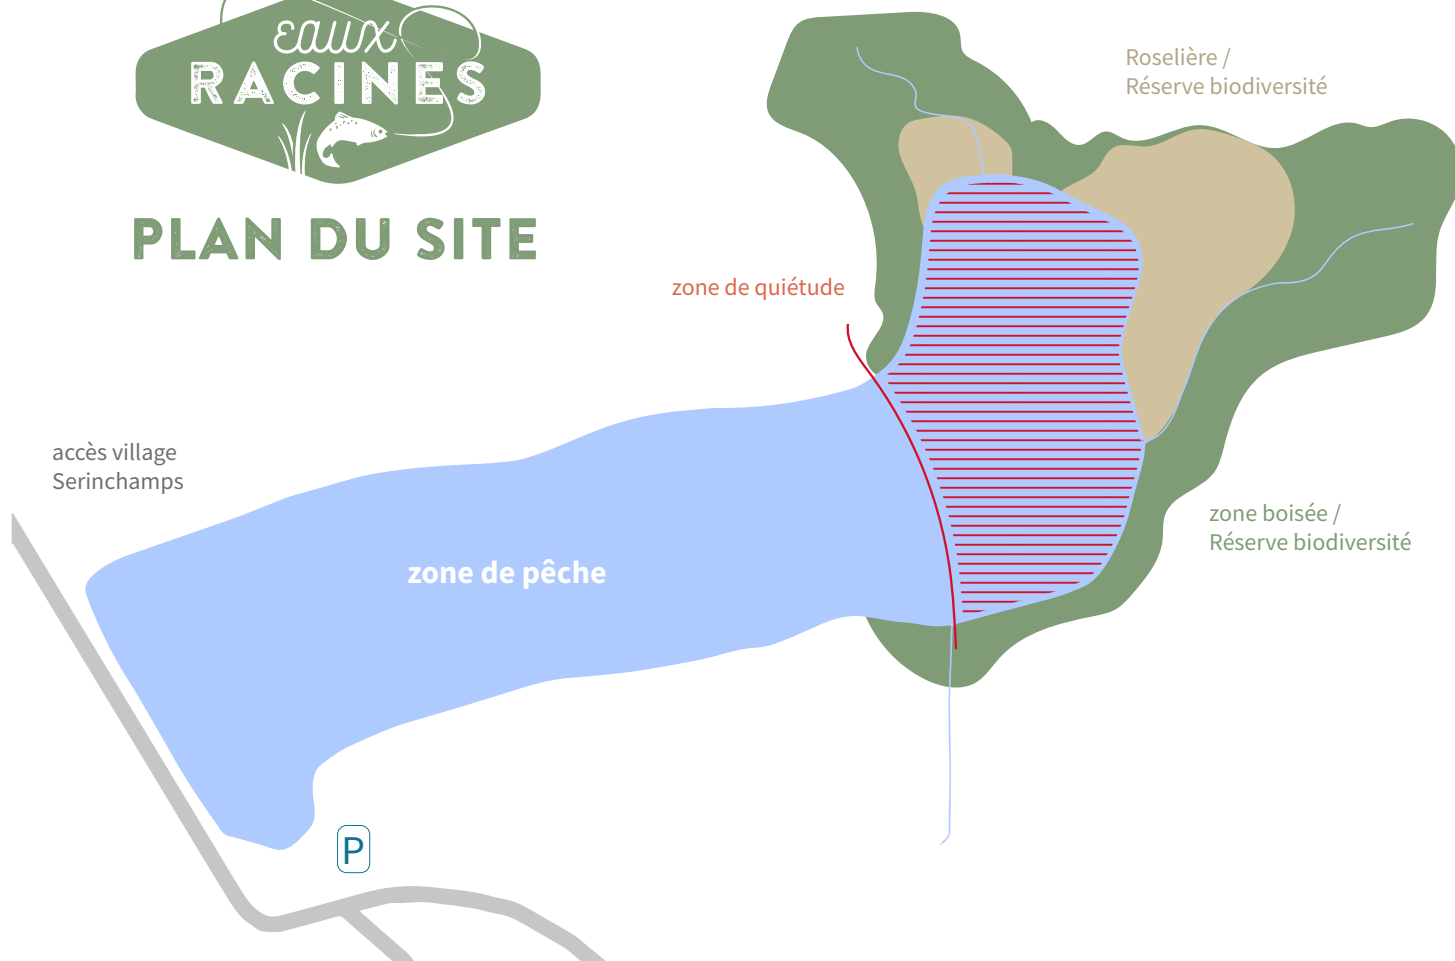 eaux
RACINES
PLAN DU SITE
Roselière /
Réserve biodiversité
zone de quiétude
accès village
Serinchamps
zone de pêche
zone boisée /
Réserve biodiversité
P